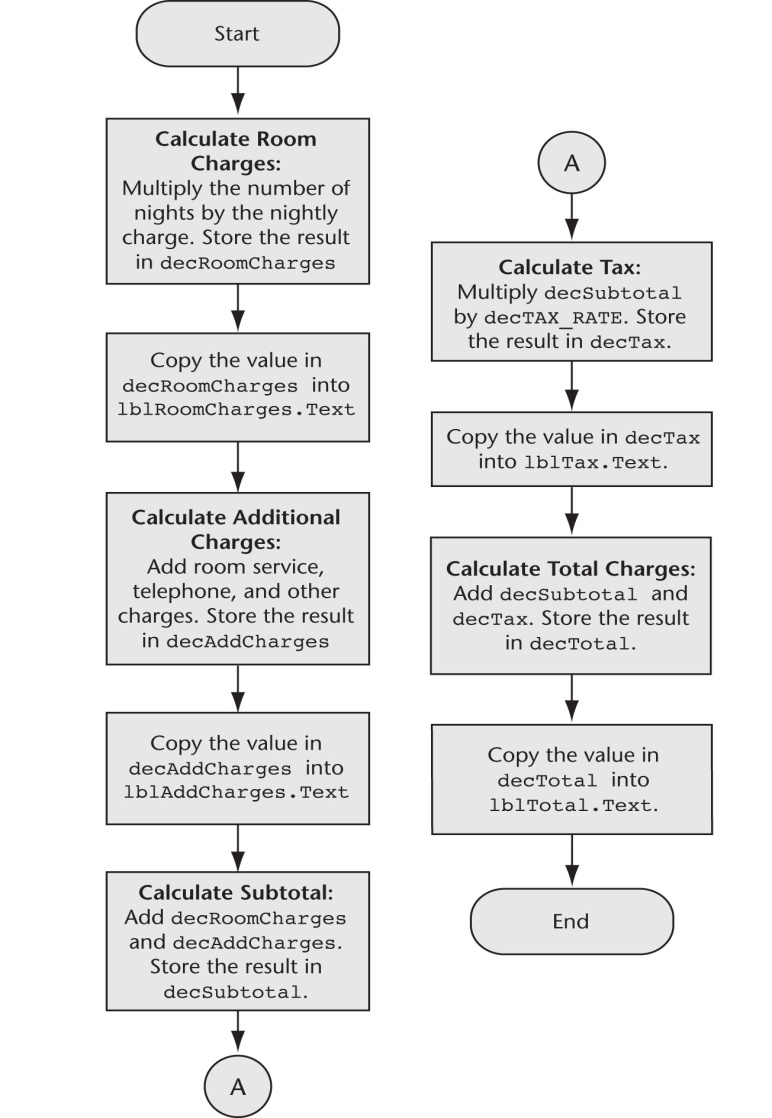 Start
Calculate Room
Charges:
Multiply the number of
nights by the nightly
charge. Store the result
in decRoomCharges
Copy the value in
decRoomCharges into
lblRoomCharges.Text
Calculate Additional
Charges:
Add room service,
telephone, and other
charges. Store the result
in decAddCharges
Copy the value in
decAddCharges into
lblAddCharges.Text
Calculate Subtotal:
Add decRoomCharges
and decAddCharges.
Store the result in
decSubtotal.
A
A
Calculate Tax:
Multiply decSubtotal
by decTAX_RATE. Store
the result in decTax.
Copy the value in decTax
into lblTax.Text.
Calculate Total Charges:
Add decSubtotal and
decTax. Store the result
in decTotal.
Copy the value in
decTotal into
lblTotal.Text.
End